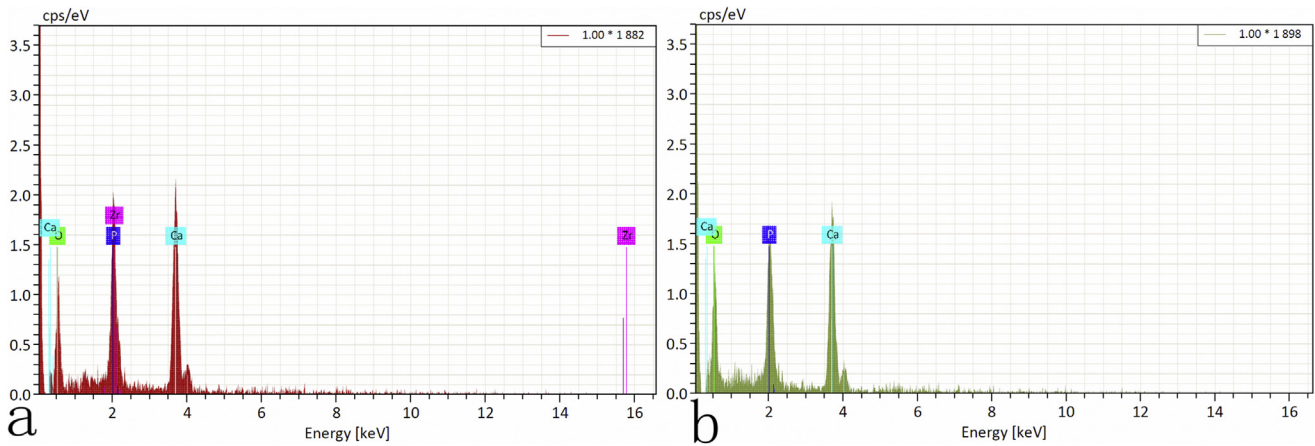 cps/eV
1.00 * 1 882
3.5
3.0
2.5
2.0
1.5
1.0
0.5
0.0
Zr
Ca
O
P
Ca
Zr
2 4 6 8 10 12 14 16
Energy [keV]
a
cps/eV
1.00 * 1 898
3.5
3.0
2.5
2.0
1.5
1.0
0.5
0.0
Ca
O
P
Ca
2 4 6 8 10 12 14 16
Energy [keV]
b